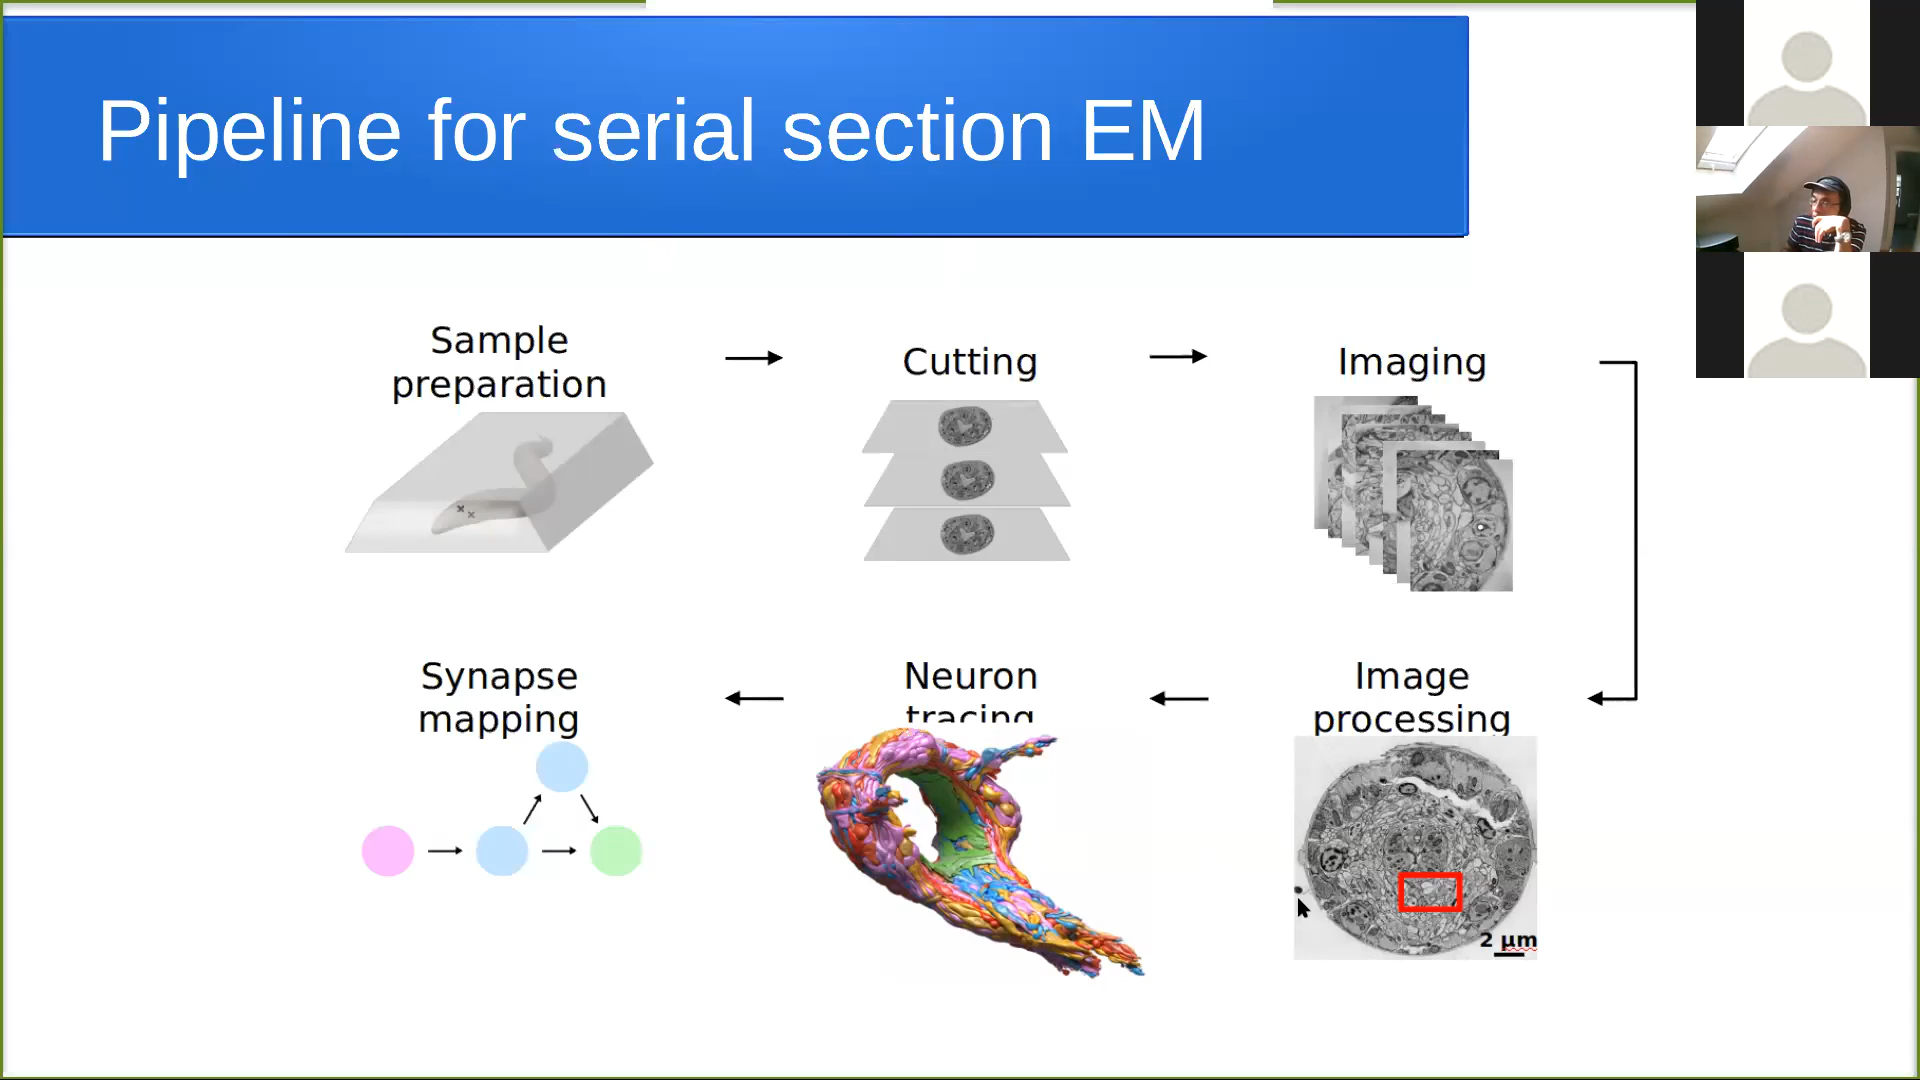 Pipeline for serial section EM
Sample
preparation
Cutting
Imaging
Synapse
mapping
Neuron
tracing
Image
processing
2 μm